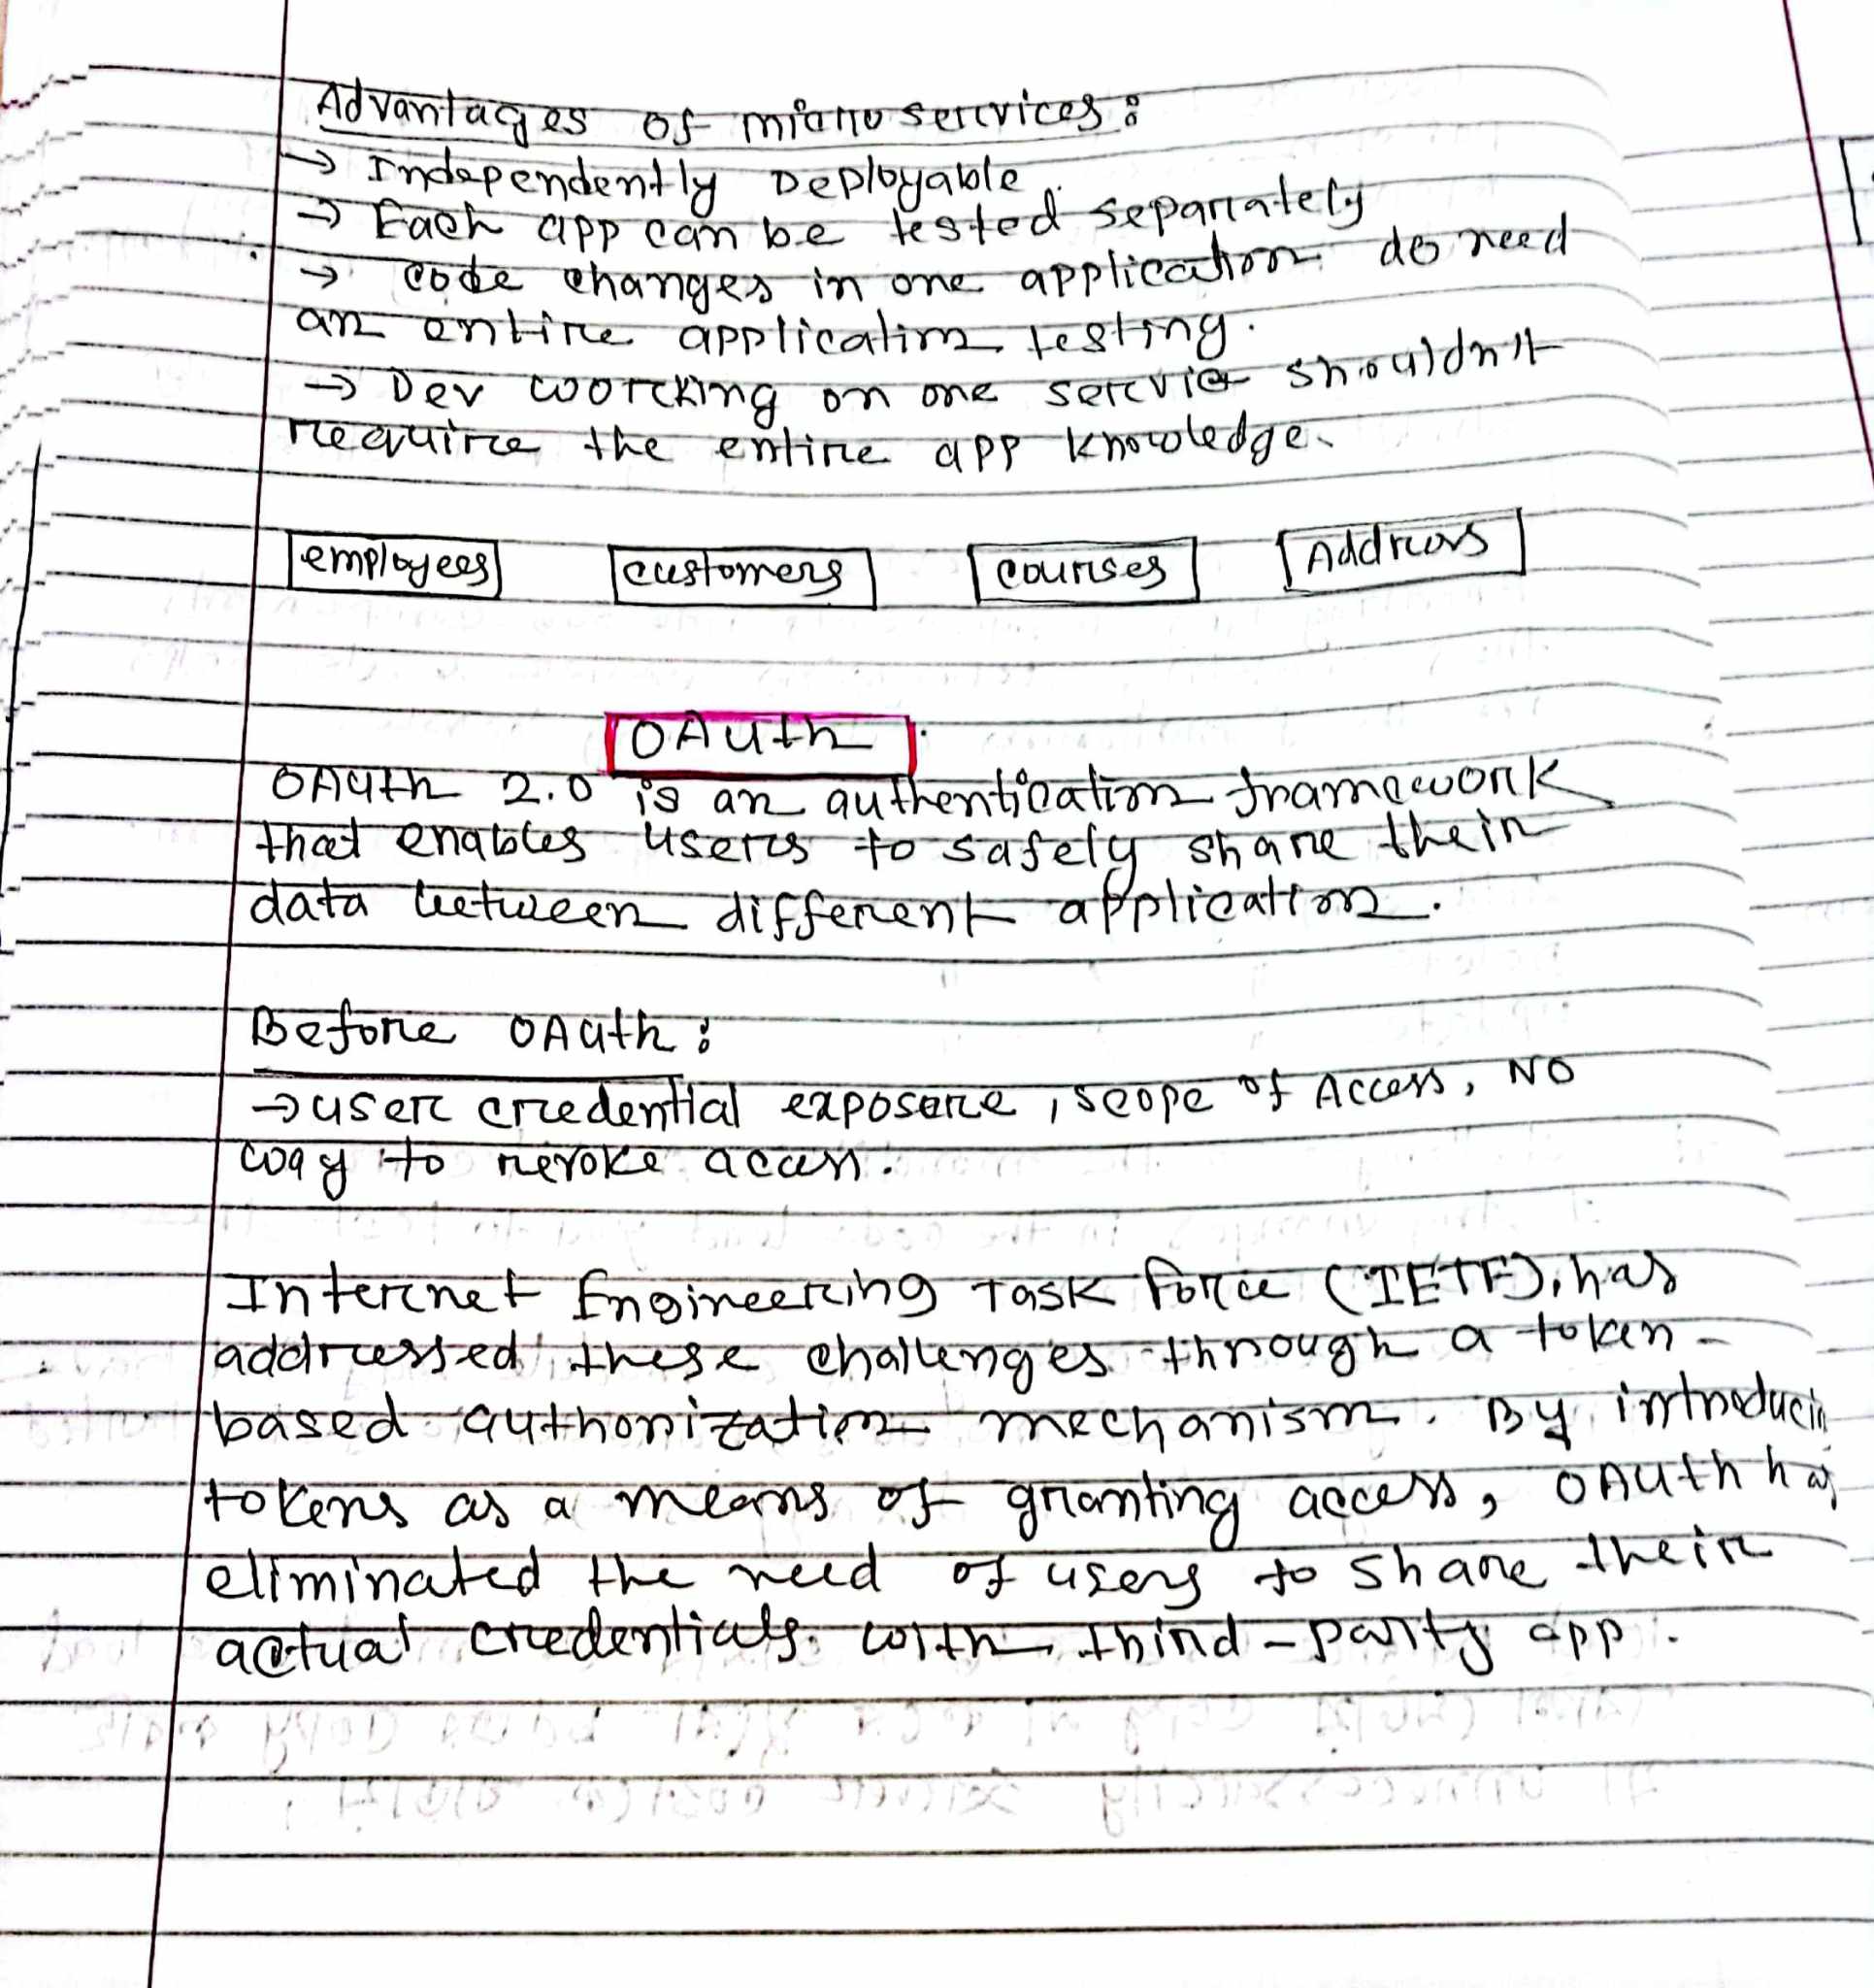 Advantages of microservices:
→ Independently Deployable.
→ Each app can be tested separately
→ code changes in one application do need
an entire application testing.
→ Dev working on one service shouldn't
require the entire app knowledge.
employees customers courses Address
OAuth
OAuth 2.0 is an authentication framework
that enables users to safely share their
data between different application.
Before OAuth:
→ user credential exposure, scope of Access, NO
way to revoke access.
Internet Engineering Task Force (IETF), has
addressed these challenges through a token-
based authorization mechanism. By introducin
tokens as a means of granting access, OAuth has
eliminated the need of users to share their
actual credentials with third-party app.